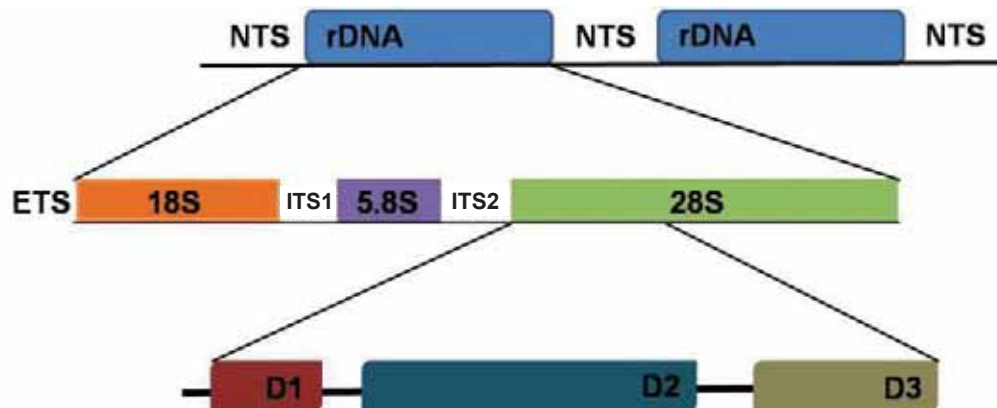 NTS rDNA NTS rDNA NTS
ETS 18S ITS1 5.8S ITS2 28S
D1 D2 D3